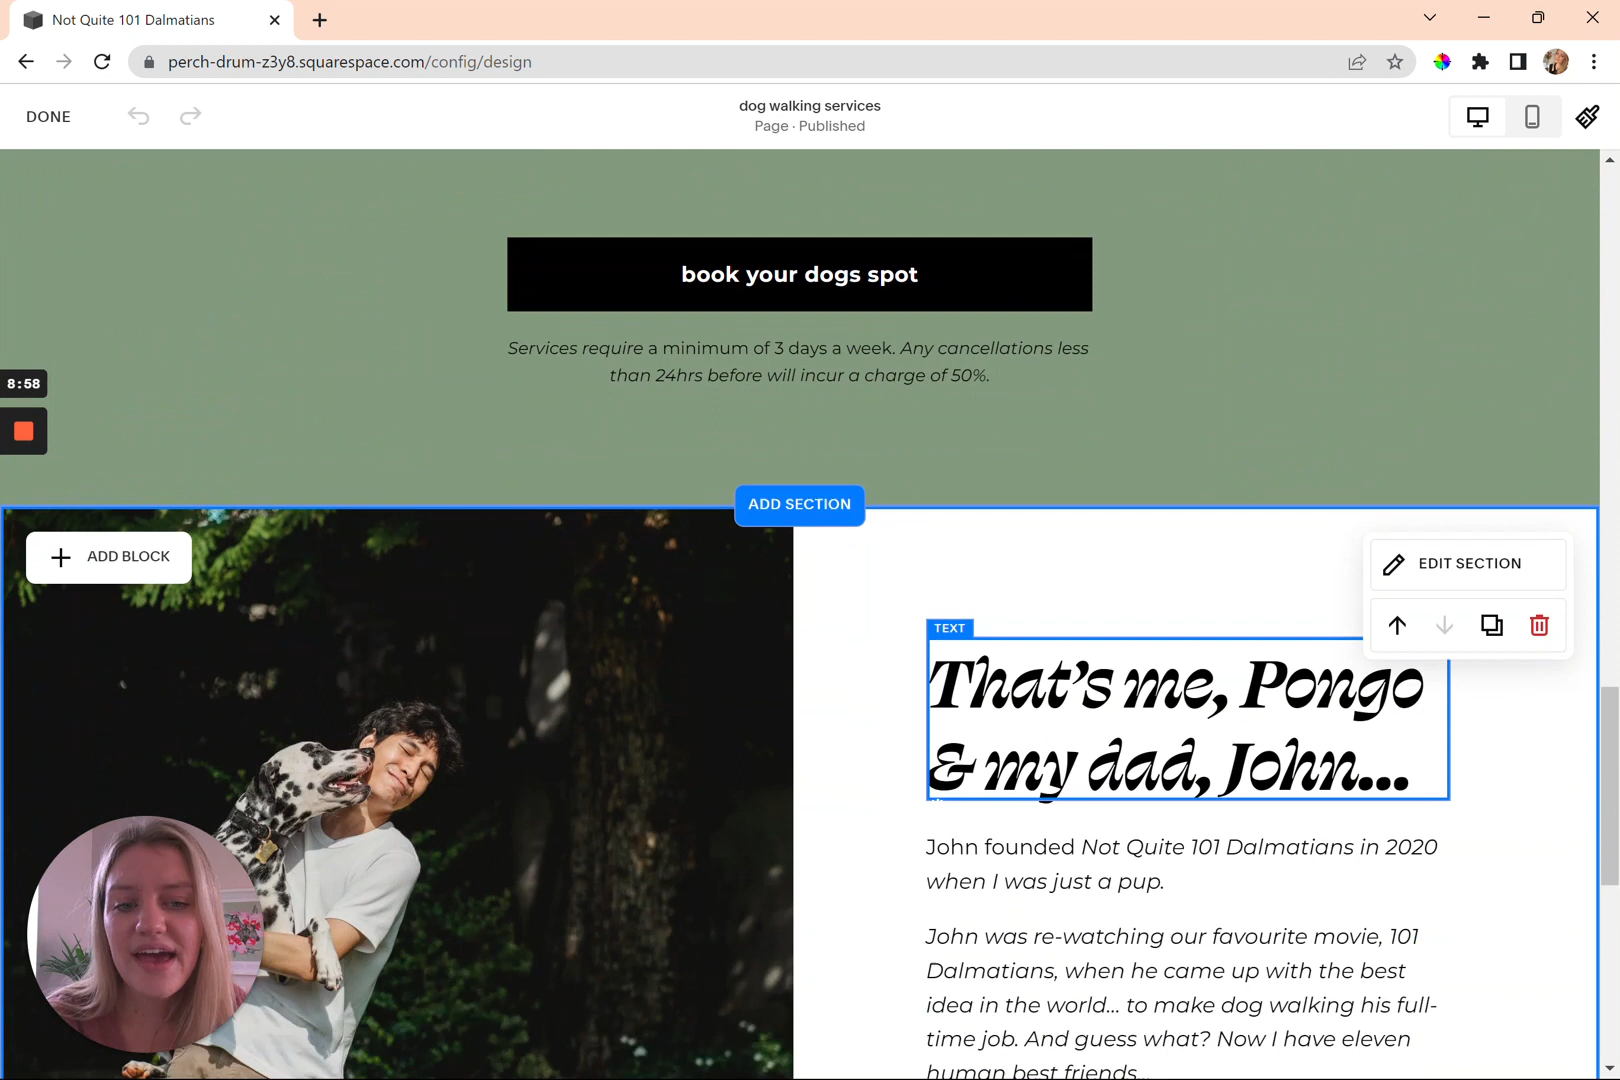 Not Quite 101 Dalmatians
perch-drum-z3y8.squarespace.com/config/design
DONE
dog walking services
Page · Published
book your dogs spot
Services require a minimum of 3 days a week. Any cancellations less
than 24hrs before will incur a charge of 50%.
8:58
ADD SECTION
ADD BLOCK
EDIT SECTION
TEXT
That's me, Pongo
& my dad, John...
John founded Not Quite 101 Dalmatians in 2020
when I was just a pup.
John was re-watching our favourite movie, 101
Dalmatians, when he came up with the best
idea in the world... to make dog walking his full-
time job. And guess what? Now I have eleven
human best friends...